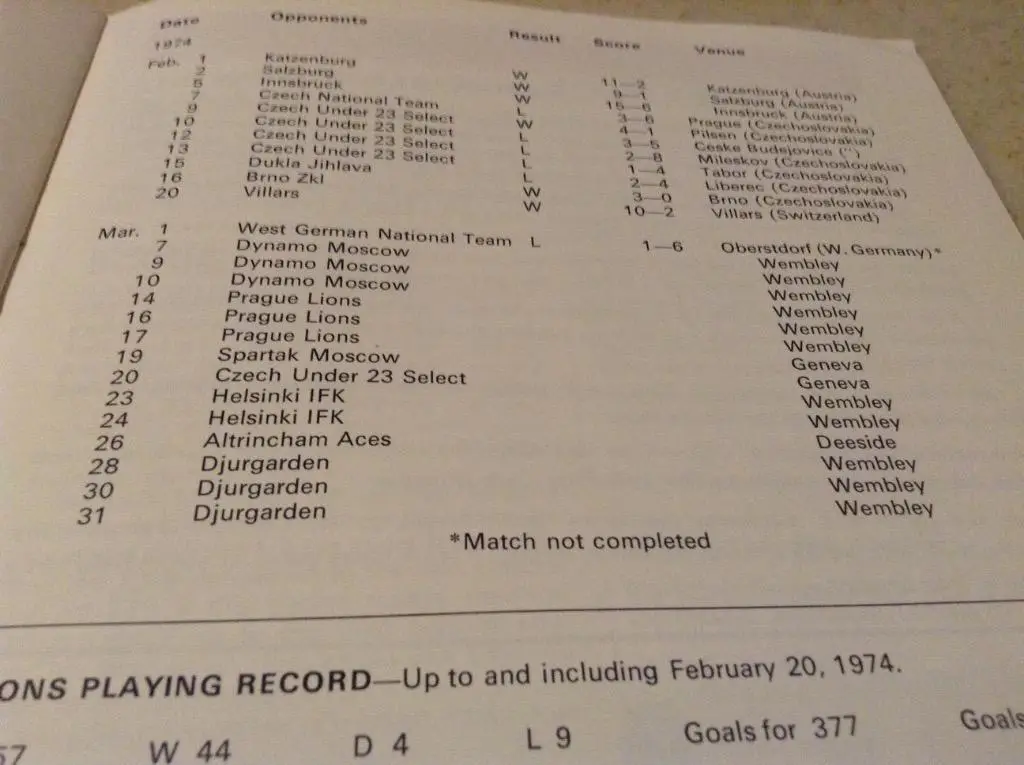 Date Opponents Result Score Venue
1974
Feb. 1 Katzenburg W 11—2 Katzenburg (Austria)
2 Salzburg W 9—1 Salzburg (Austria)
5 Innsbruck W 15—6 Innsbruck (Austria)
7 Czech National Team L 3—6 Prague (Czechoslovakia)
9 Czech Under 23 Select W 4—1 Pilsen (Czechoslovakia)
10 Czech Under 23 Select L 3—5 Ceske Budejovice (")
12 Czech Under 23 Select L 2—8 Mileskov (Czechoslovakia)
13 Czech Under 23 Select L 1—4 Tabor (Czechoslovakia)
15 Dukla Jihlava L 2—4 Liberec (Czechoslovakia)
16 Brno Zkl W 3—0 Brno (Czechoslovakia)
20 Villars W 10—2 Villars (Switzerland)
Mar. 1 West German National Team L 1—6 Oberstdorf (W. Germany)*
7 Dynamo Moscow Wembley
9 Dynamo Moscow Wembley
10 Dynamo Moscow Wembley
14 Prague Lions Wembley
16 Prague Lions Wembley
17 Prague Lions Wembley
19 Spartak Moscow Geneva
20 Czech Under 23 Select Geneva
23 Helsinki IFK Wembley
24 Helsinki IFK Wembley
26 Altrincham Aces Deeside
28 Djurgarden Wembley
30 Djurgarden Wembley
31 Djurgarden Wembley
*Match not completed
ONS PLAYING RECORD—Up to and including February 20, 1974.
57 W 44 D 4 L 9 Goals for 377 Goals